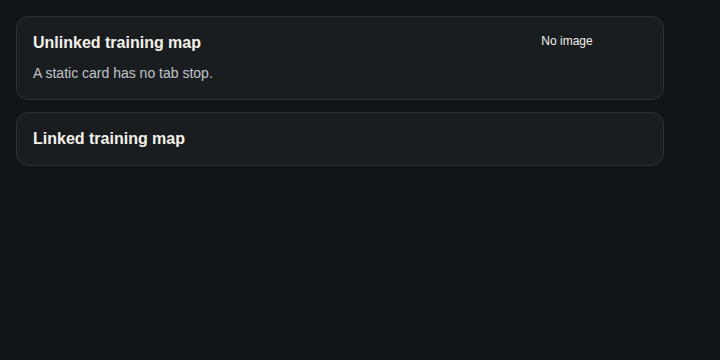 Unlinked training map
No image
A static card has no tab stop.
Linked training map